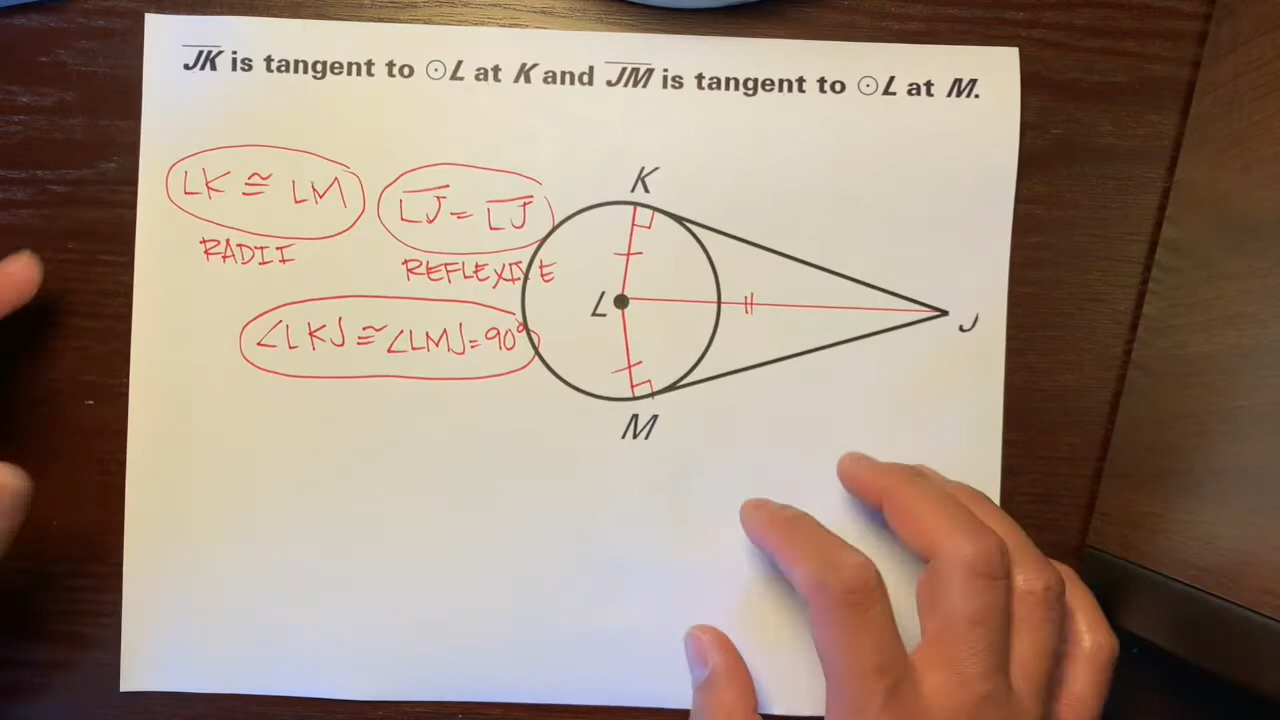 JK is tangent to ⊙L at K and JM is tangent to ⊙L at M.
LK ≅ LM
LJ = LJ
RADII
REFLEXIVE
∠LKJ ≅ ∠LMJ = 90°
K
L
J
M